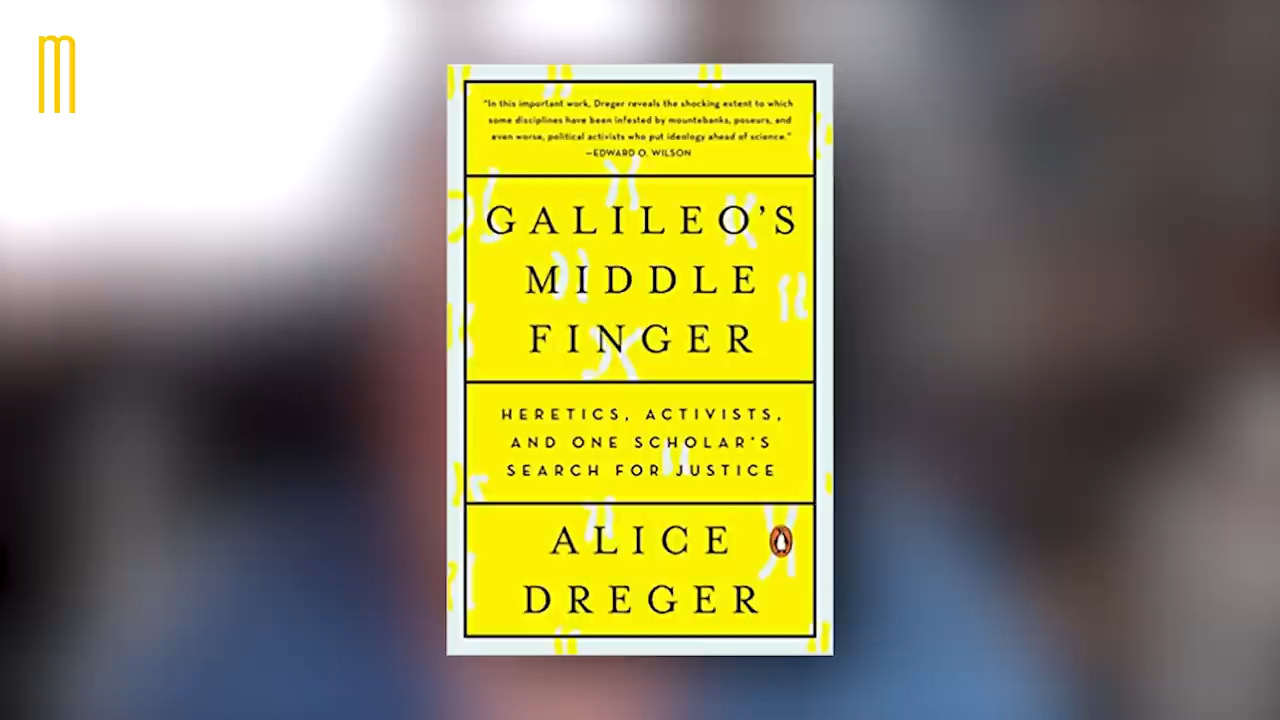 m
"In this important work, Dreger reveals the shocking extent to which
some disciplines have been infested by mountebanks, poseurs, and
even worse, political activists who put ideology ahead of science."
—EDWARD O. WILSON
GALILEO'S
MIDDLE
FINGER
HERETICS, ACTIVISTS,
AND ONE SCHOLAR'S
SEARCH FOR JUSTICE
ALICE
DREGER